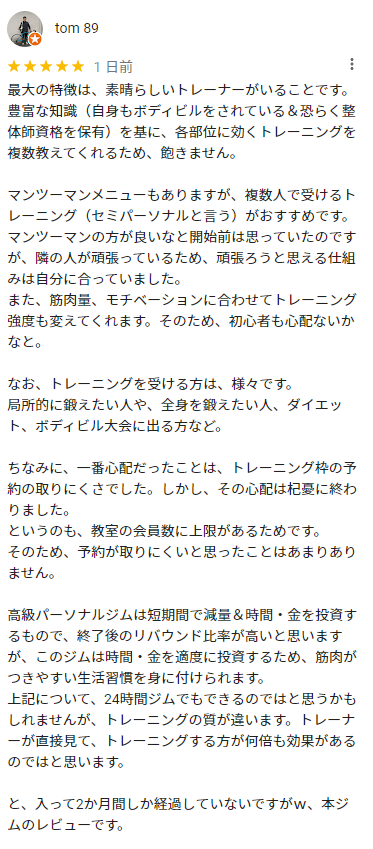 tom 89
1 日前
最大の特徴は、素晴らしいトレーナーがいることです。
豊富な知識（自身もボディビルをされている＆恐らく整
体師資格を保有）を基に、各部位に効くトレーニングを
複数教えてくれるため、飽きません。
マンツーマンメニューもありますが、複数人で受けるト
レーニング（セミパーソナルと言う）がおすすめです。
マンツーマンの方が良いなと開始前は思っていたのです
が、隣の人が頑張っているため、頑張ろうと思える仕組
みは自分に合っていました。
また、筋肉量、モチベーションに合わせてトレーニング
強度も変えてくれます。そのため、初心者も心配ないか
なと。
なお、トレーニングを受ける方は、様々です。
局所的に鍛えたい人や、全身を鍛えたい人、ダイエッ
ト、ボディビル大会に出る方など。
ちなみに、一番心配だったことは、トレーニング枠の予
約の取りにくさでした。しかし、その心配は杞憂に終わ
りました。
というのも、教室の会員数に上限があるためです。
そのため、予約が取りにくいと思ったことはあまりあり
ません。
高級パーソナルジムは短期間で減量＆時間・金を投資す
るもので、終了後のリバウンド比率が高いと思います
が、このジムは時間・金を適度に投資するため、筋肉が
つきやすい生活習慣を身に付けられます。
上記について、24時間ジムでもできるのではと思うかも
しれませんが、トレーニングの質が違います。トレーナ
ーが直接見て、トレーニングする方が何倍も効果がある
のではと思います。
と、入って2か月間しか経過していないですがｗ、本ジ
ムのレビューです。